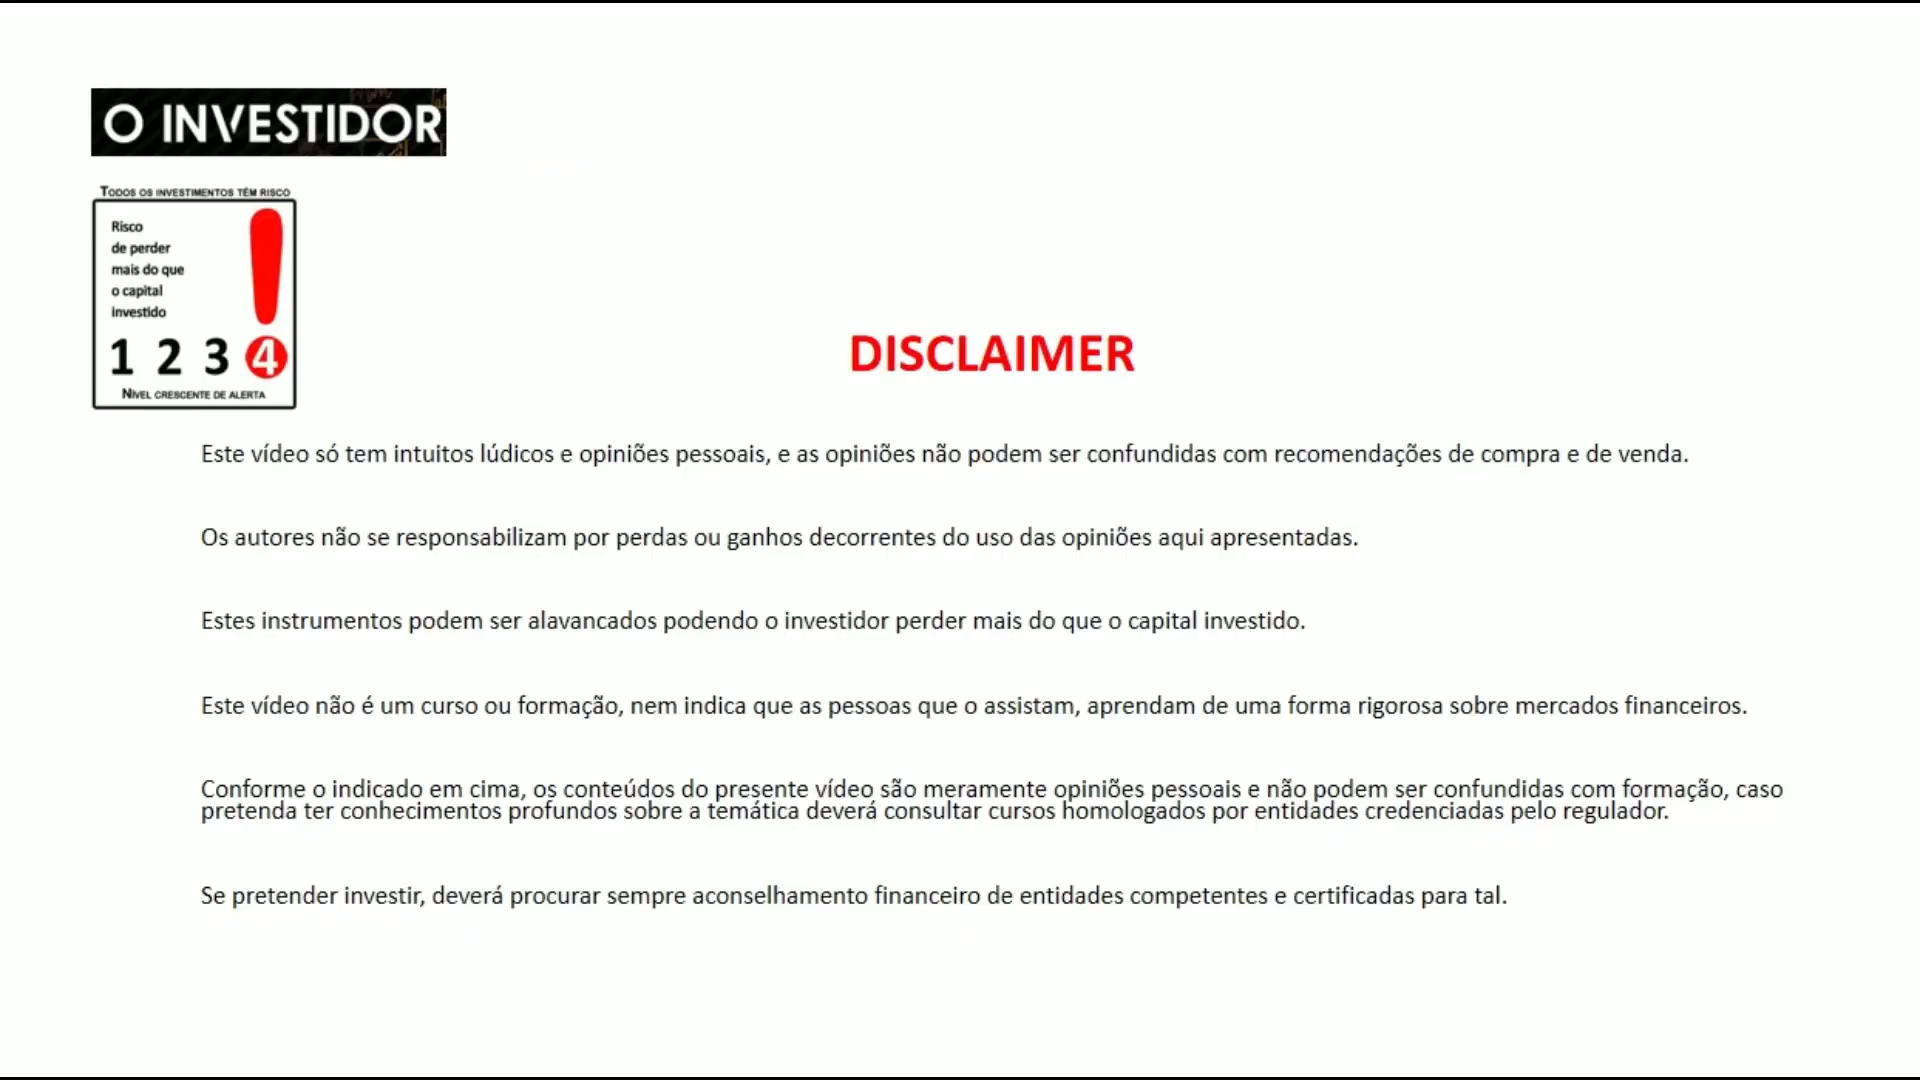 O INVESTIDOR
TODOS OS INVESTIMENTOS TÊM RISCO
Risco
de perder
mais do que
o capital
investido
1 2 3 4
NÍVEL CRESCENTE DE ALERTA
DISCLAIMER
Este vídeo só tem intuitos lúdicos e opiniões pessoais, e as opiniões não podem ser confundidas com recomendações de compra e de venda.
Os autores não se responsabilizam por perdas ou ganhos decorrentes do uso das opiniões aqui apresentadas.
Estes instrumentos podem ser alavancados podendo o investidor perder mais do que o capital investido.
Este vídeo não é um curso ou formação, nem indica que as pessoas que o assistam, aprendam de uma forma rigorosa sobre mercados financeiros.
Conforme o indicado em cima, os conteúdos do presente vídeo são meramente opiniões pessoais e não podem ser confundidas com formação, caso
pretenda ter conhecimentos profundos sobre a temática deverá consultar cursos homologados por entidades credenciadas pelo regulador.
Se pretender investir, deverá procurar sempre aconselhamento financeiro de entidades competentes e certificadas para tal.